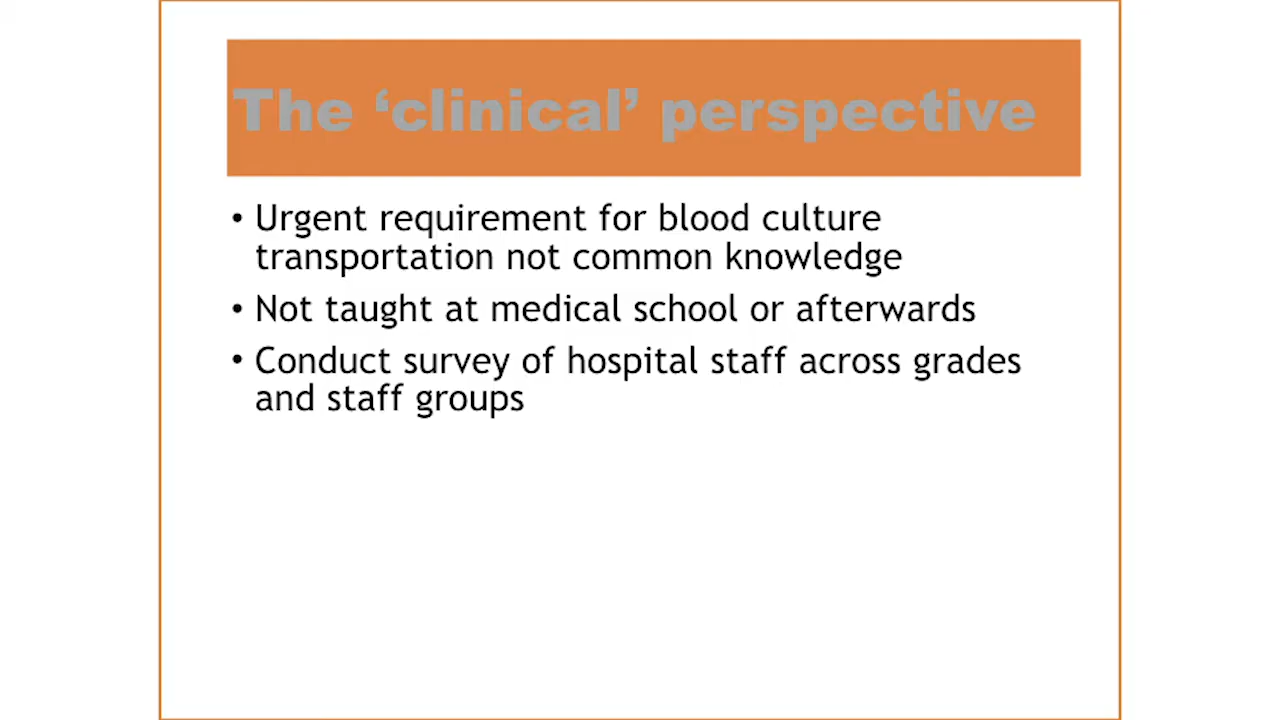 The ‘clinical’ perspective
• Urgent requirement for blood culture
transportation not common knowledge
• Not taught at medical school or afterwards
• Conduct survey of hospital staff across grades
and staff groups